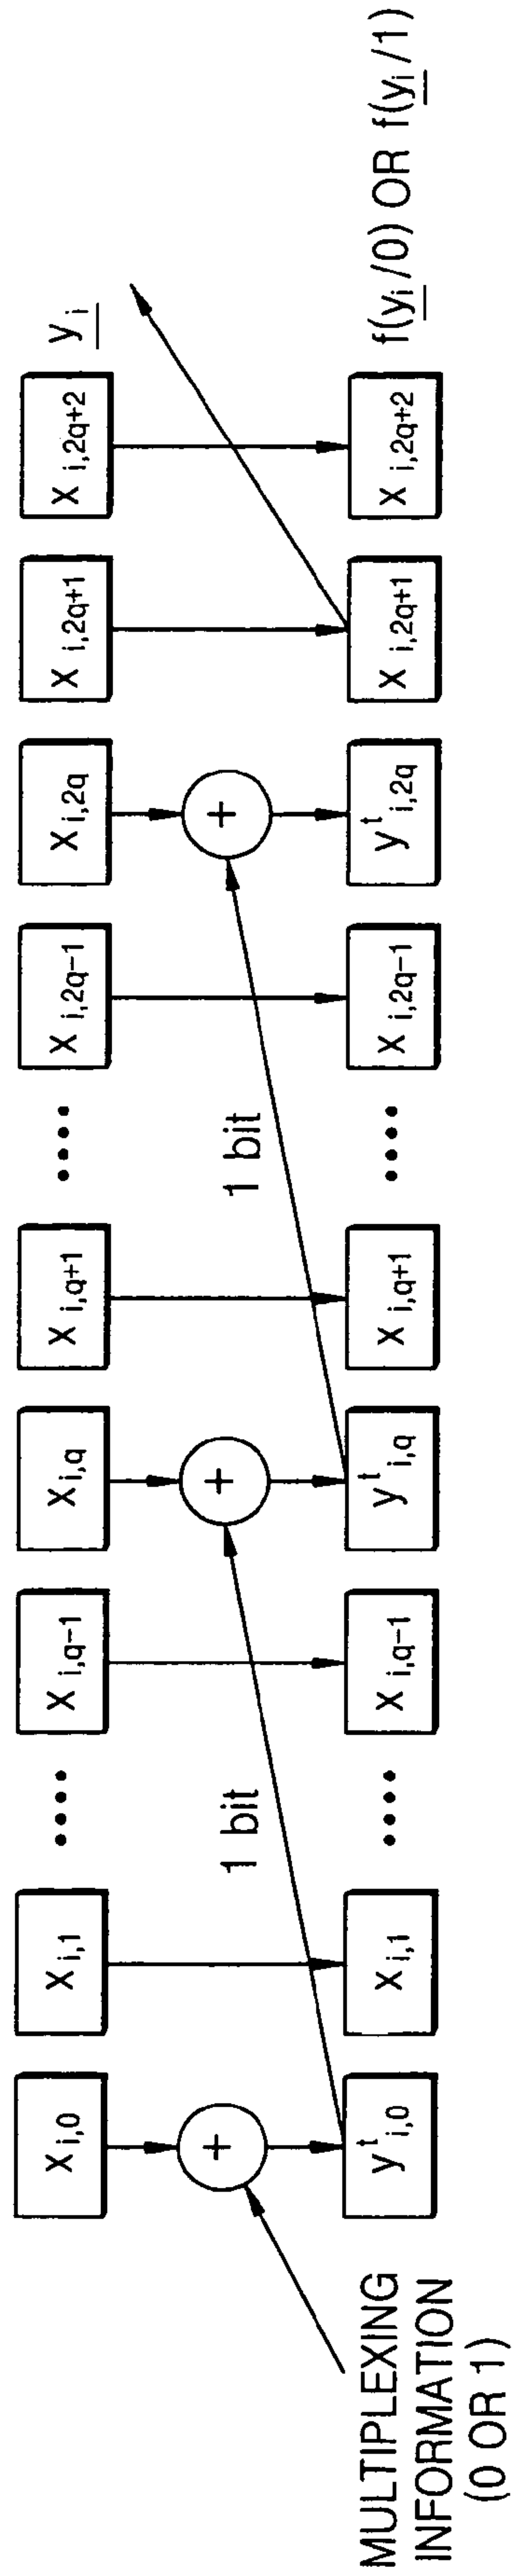 X i,0 X i,1 •••• X i,q−1 X i,q X i,q+1 •••• X i,2q−1 X i,2q X i,2q+1 X i,2q+2 y i
1 bit 1 bit
MULTIPLEXING
INFORMATION
(0 OR 1)
y^t i,0 X i,1 •••• X i,q−1 y^t i,q X i,q+1 •••• X i,2q−1 y^t i,2q X i,2q+1 X i,2q+2 f(y i /0) OR f(y i /1)
+ + +